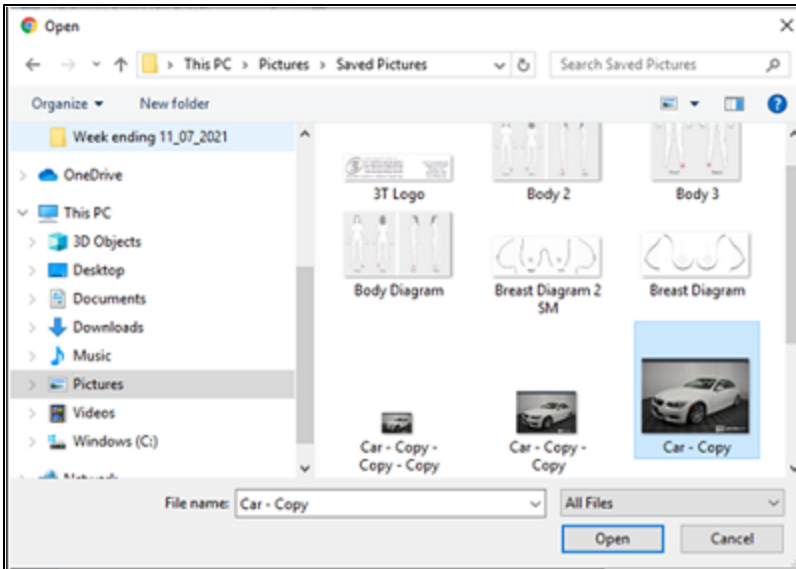 Open
This PC > Pictures > Saved Pictures
Search Saved Pictures
Organize
New folder
Week ending 11_07_2021
OneDrive
This PC
3D Objects
Desktop
Documents
Downloads
Music
Pictures
Videos
Windows (C:)
Network
3T Logo
Body 2
Body 3
Body Diagram
Breast Diagram 2
SM
Breast Diagram
Car - Copy -
Copy - Copy
Car - Copy -
Copy
Car - Copy
File name: Car - Copy
All Files
Open
Cancel